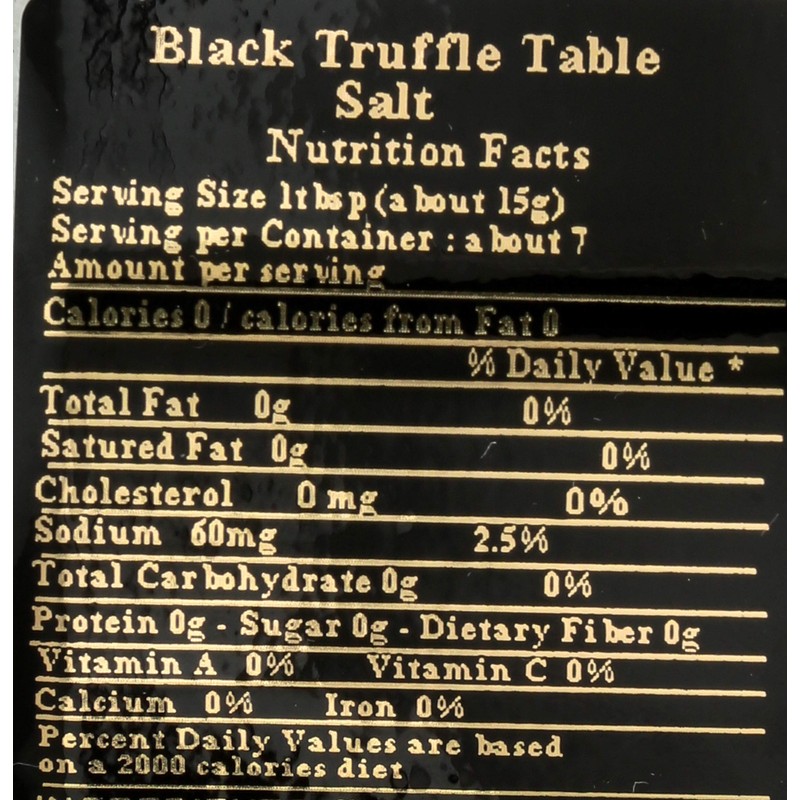 Black Truffle Table
Salt
Nutrition Facts
Serving Size 1tbsp (about 15g)
Serving per Container : about 7
Amount per serving
Calories 0 / calories from Fat 0
% Daily Value *
Total Fat 0g 0%
Satured Fat 0g 0%
Cholesterol 0 mg 0%
Sodium 60mg 2.5%
Total Carbohydrate 0g 0%
Protein 0g - Sugar 0g - Dietary Fiber 0g
Vitamin A 0% Vitamin C 0%
Calcium 0% Iron 0%
Percent Daily Values are based
on a 2000 calories diet